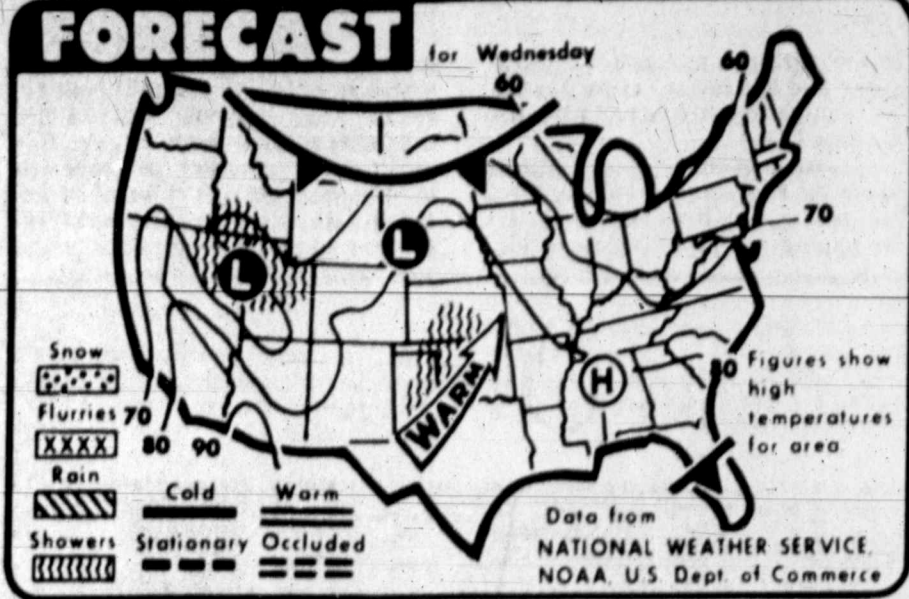 FORECAST
for Wednesday
60
60
70
L
L
WARM
H
80
Figures show
high
temperatures
for area
Snow
Flurries
Rain
Showers
70
80
90
Cold
Warm
Stationary
Occluded
Data from
NATIONAL WEATHER SERVICE,
NOAA, U.S. Dept. of Commerce